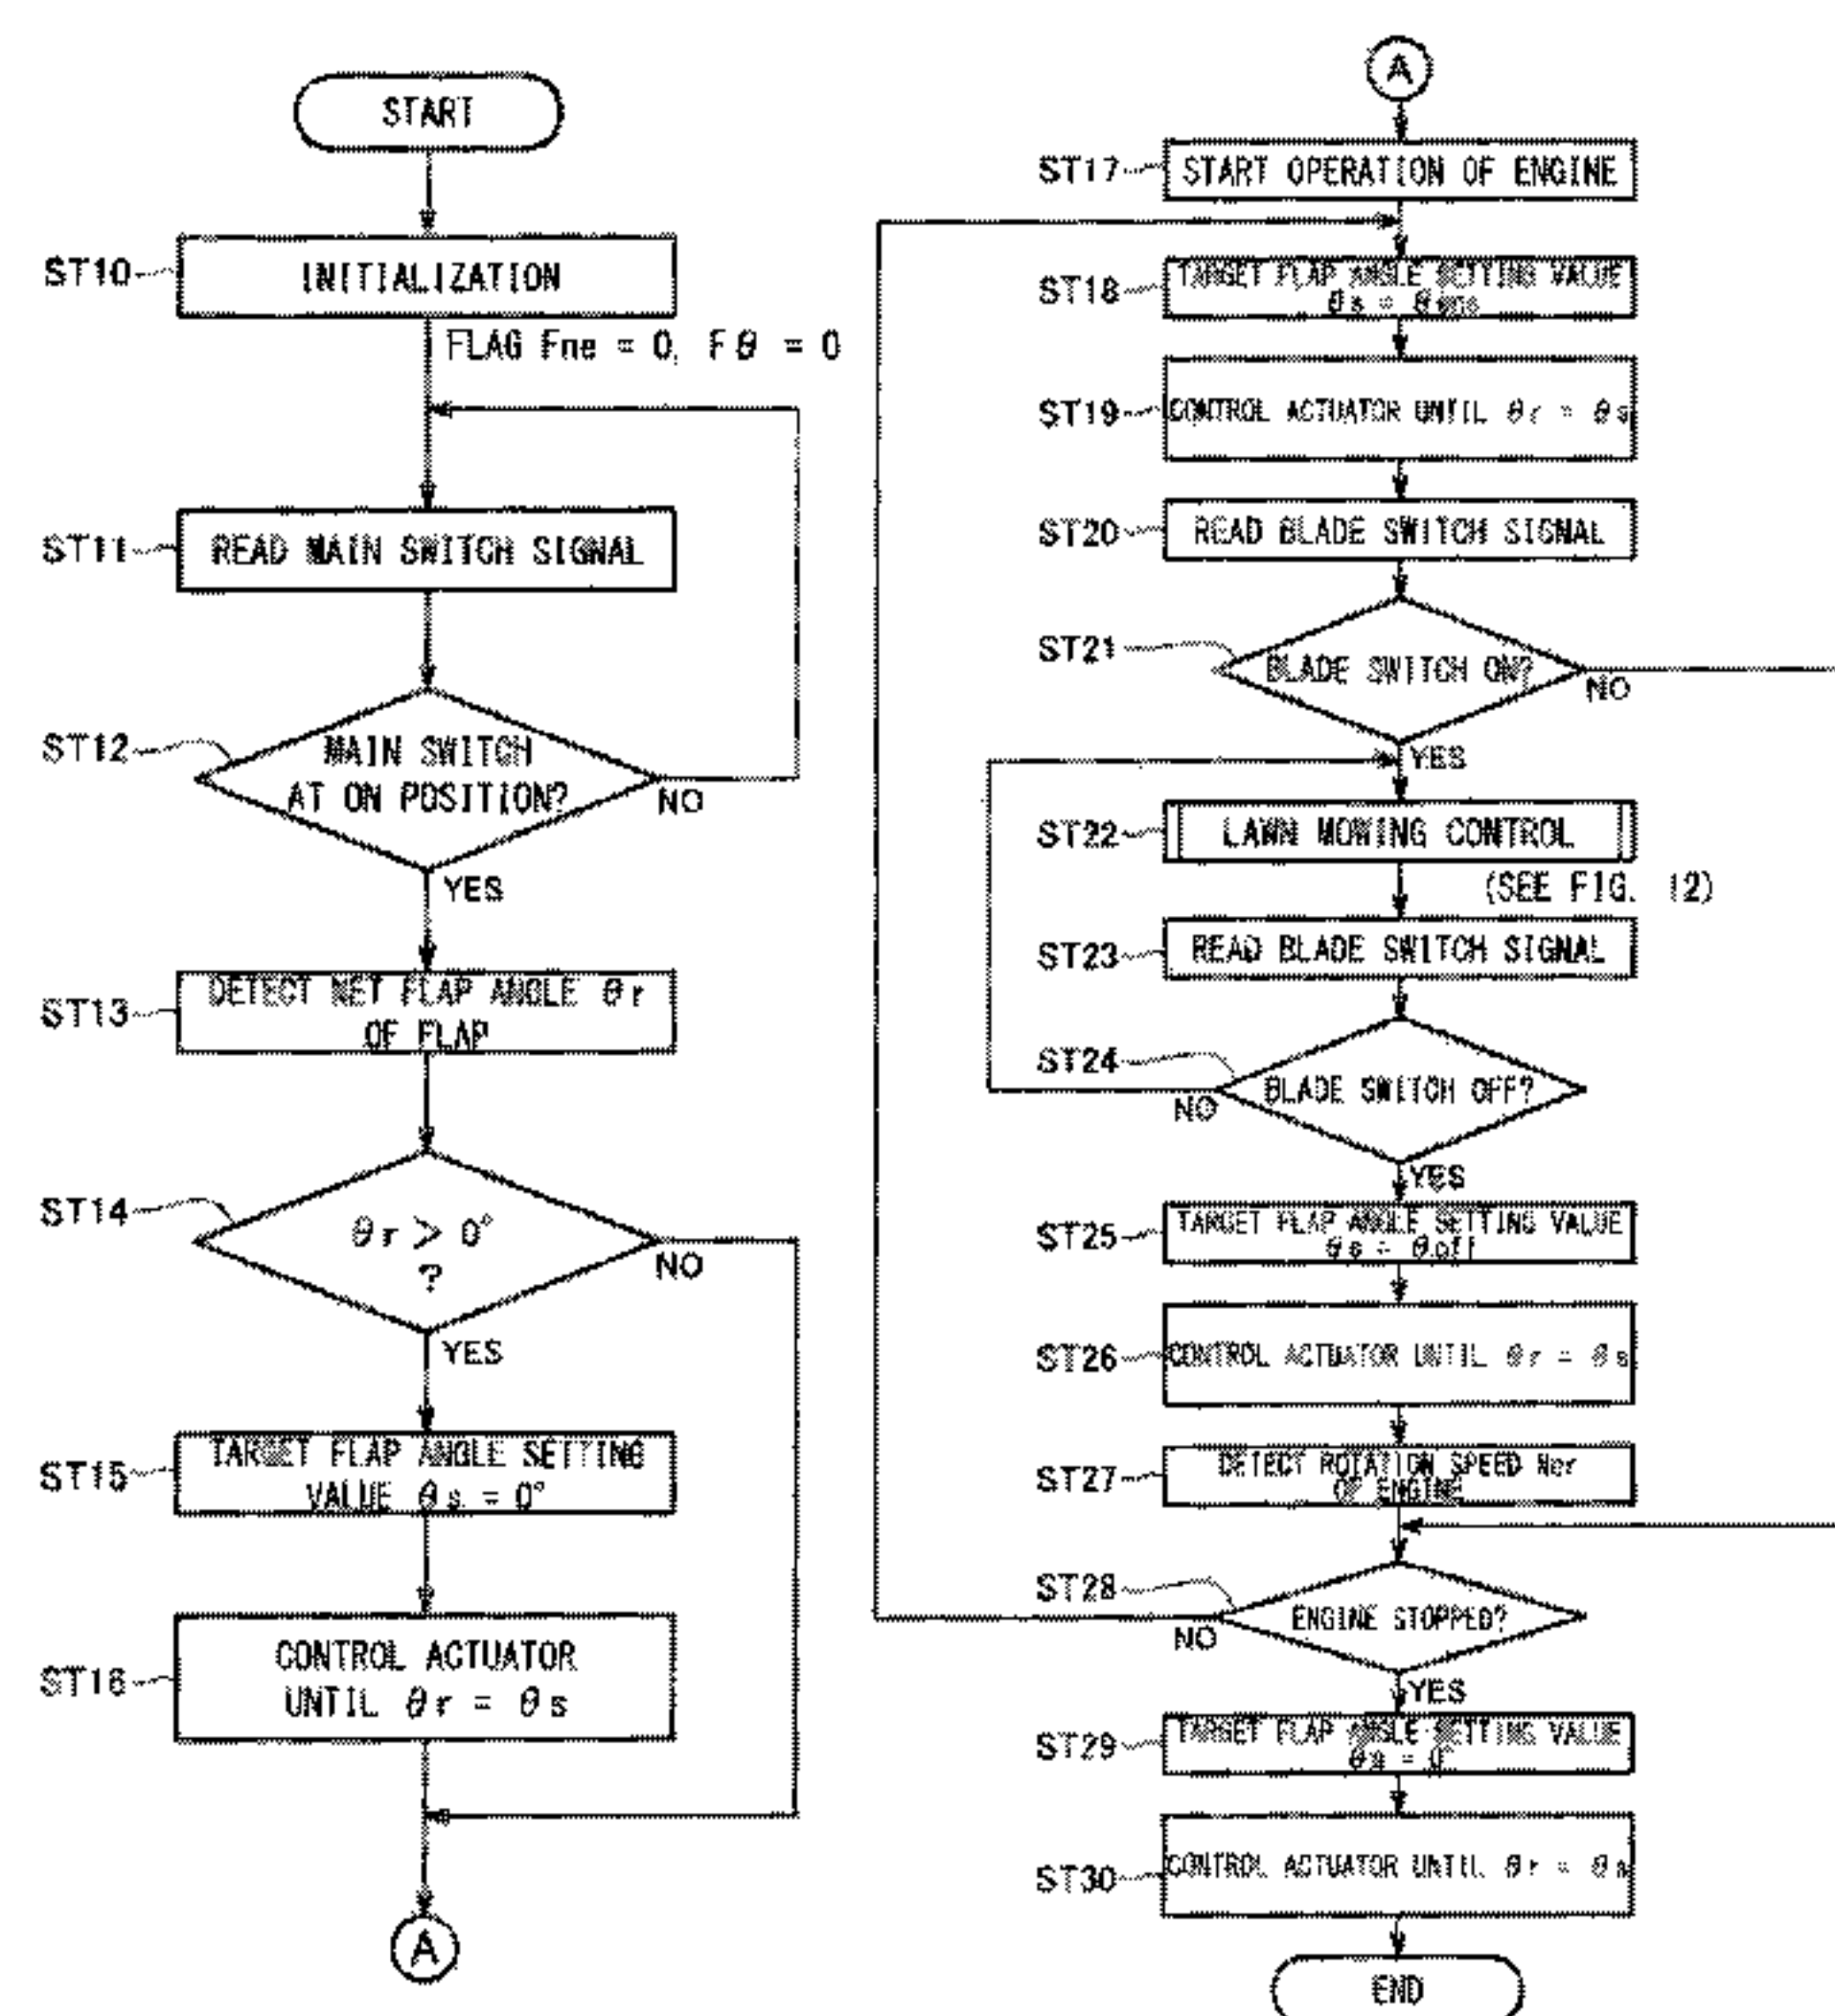 START
ST10
INITIALIZATION
FLAG Fne = 0, Fθ = 0
ST11
READ MAIN SWITCH SIGNAL
ST12
MAIN SWITCH
AT ON POSITION?
NO
YES
ST13
DETECT NET FLAP ANGLE θr
OF FLAP
ST14
θr > 0°
?
NO
YES
ST15
TARGET FLAP ANGLE SETTING
VALUE θs = 0°
ST16
CONTROL ACTUATOR
UNTIL θr = θs
A
A
ST17
START OPERATION OF ENGINE
ST18
TARGET FLAP ANGLE SETTING VALUE
θs =
ST19
CONTROL ACTUATOR UNTIL θr = θs
ST20
READ BLADE SWITCH SIGNAL
ST21
BLADE SWITCH ON?
NO
YES
ST22
LAWN MOWING CONTROL
(SEE FIG. 12)
ST23
READ BLADE SWITCH SIGNAL
ST24
BLADE SWITCH OFF?
NO
YES
ST25
TARGET FLAP ANGLE SETTING VALUE
θs = θoff
ST26
CONTROL ACTUATOR UNTIL θr = θs
ST27
DETECT ROTATION SPEED Ner
OF ENGINE
ST28
ENGINE STOPPED?
NO
YES
ST29
TARGET FLAP ANGLE SETTING VALUE
θs = 0°
ST30
CONTROL ACTUATOR UNTIL θr = θs
END